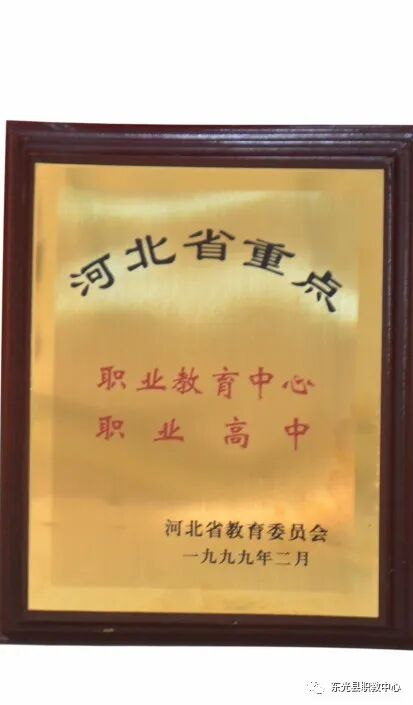 河北省重点
职业教育中心
职业高中
河北省教育委员会
一九九九年二月
东光县职教中心